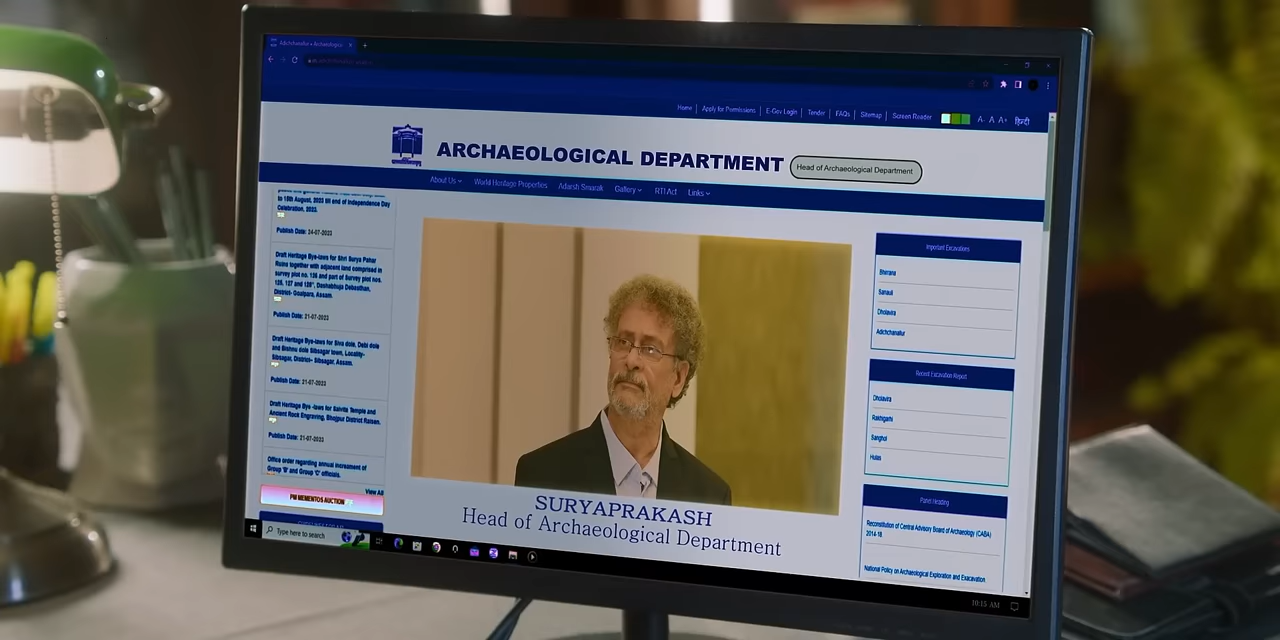 Adichchanallur - Archaeologica
Home | Apply for Permissions | E-Gov Login | Tender | FAQs | Sitemap | Screen Reader A- A A+ हिन्दी
ARCHAEOLOGICAL DEPARTMENT
Head of Archaeological Department
About Us World Heritage Properties Adarsh Smarak Gallery RTI Act Links
to 15th August, 2023 till end of Independence Day
Celebration, 2023.
Publish Date: 24-07-2023
Draft Heritage Bye-laws for Shri Surya Pahar
Ruins together with adjacent land comprised in
survey plot no. 126 and part of Survey plot nos.
125, 127 and 128", Dashabhuja Debasthan,
District- Goalpara, Assam.
Publish Date: 21-07-2023
Draft Heritage Bye-laws for Siva dole, Debi dole
and Bishnu dole Sibsagar town, Locality-
Sibsagar, District- Sibsagar, Assam.
Publish Date: 21-07-2023
Draft Heritage Bye -laws for Saivite Temple and
Ancient Rock Engraving, Bhojpur District Raisen.
Publish Date: 21-07-2023
Office order regarding annual increament of
Group 'B' and Group 'C' officials.
View All
PM MEMENTOS AUCTION
SURYAPRAKASH
Head of Archaeological Department
Important Excavations
Bhirrana
Sanauli
Dholavira
Adichchanallur
Recent Excavation Report
Dholavira
Rakhigarhi
Sanghol
Hulas
Panel Heading
Reconstitution of Central Advisory Board of Archaeology (CABA)
2014-18
National Policy on Archaeological Exploration and Excavation
Type here to search
10:15 AM